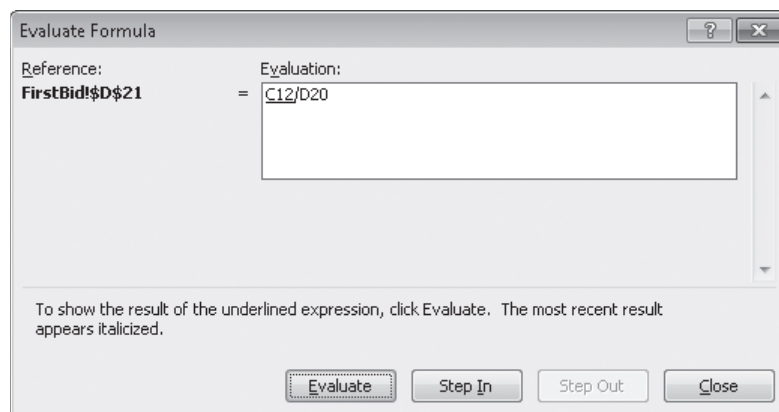 Evaluate Formula
Reference:
Evaluation:
FirstBid!$D$21
=
C12/D20
To show the result of the underlined expression, click Evaluate. The most recent result
appears italicized.
Evaluate
Step In
Step Out
Close